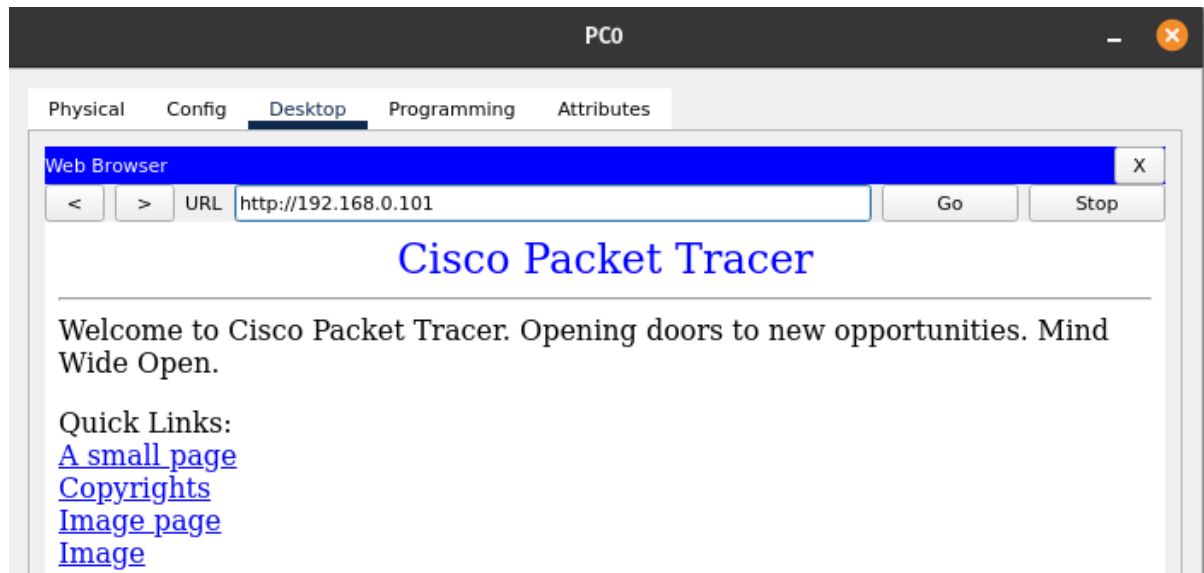 PC0
Physical Config Desktop Programming Attributes
Web Browser X
< > URL http://192.168.0.101 Go Stop
Cisco Packet Tracer
Welcome to Cisco Packet Tracer. Opening doors to new opportunities. Mind
Wide Open.
Quick Links:
A small page
Copyrights
Image page
Image